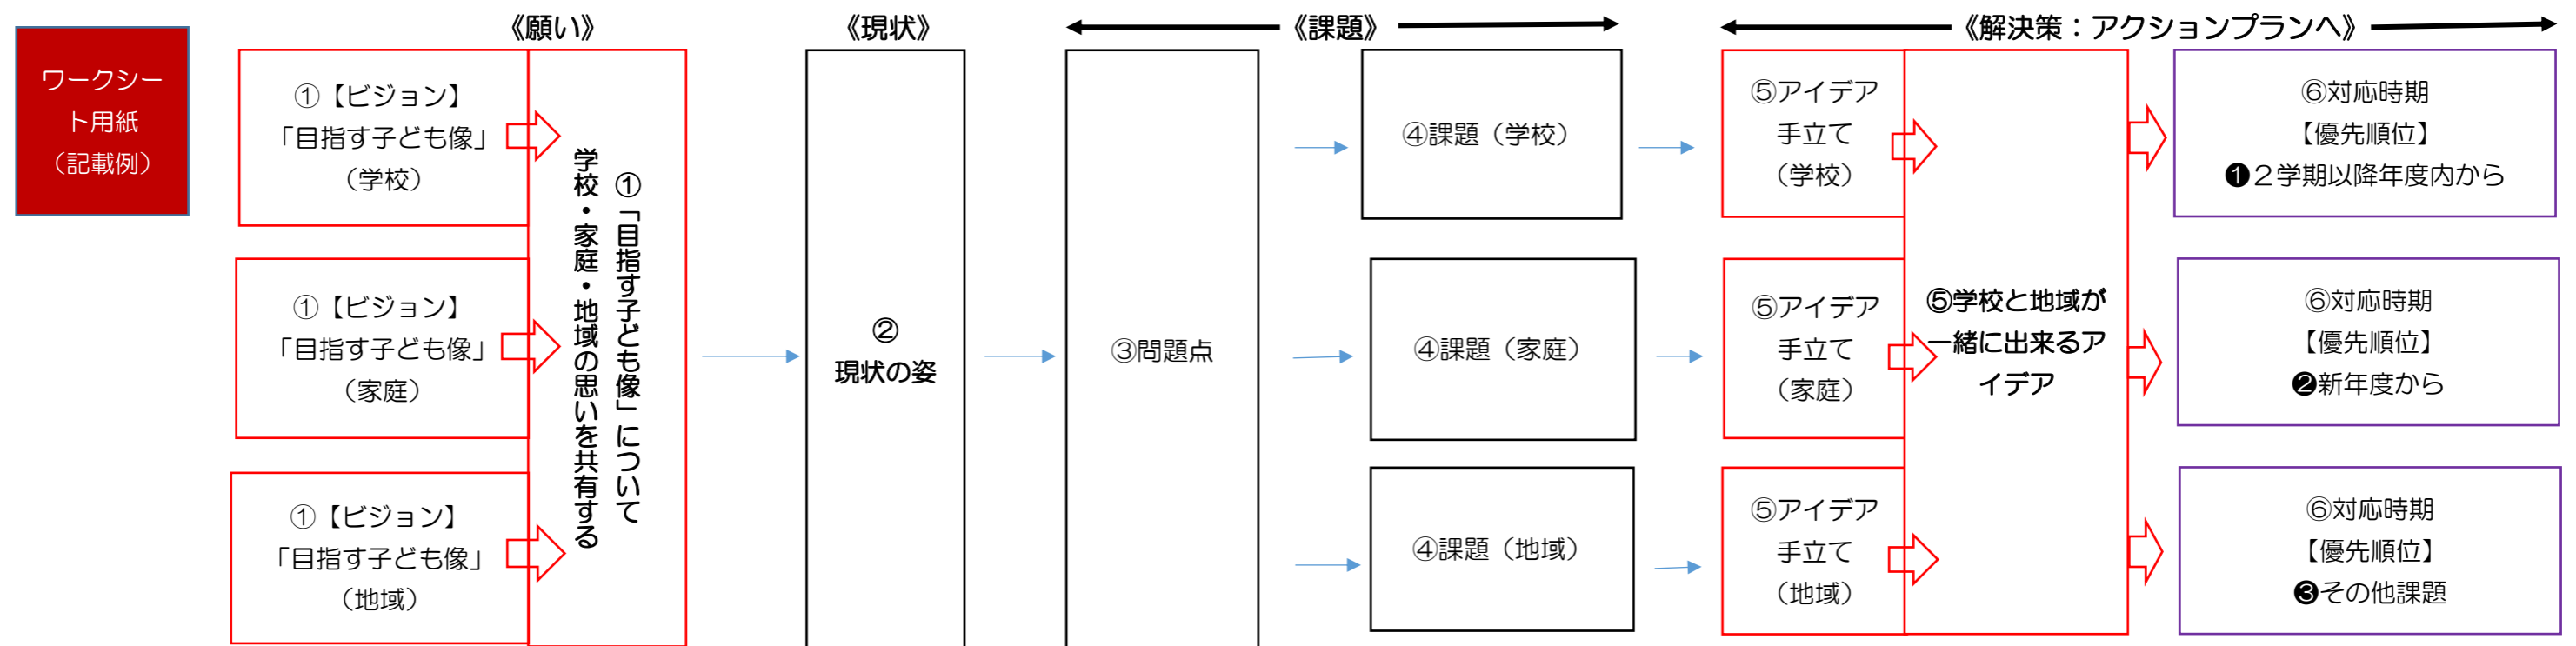 《願い》
《現状》
《課題》
《解決策：アクションプランへ》
ワークシー
ト用紙
（記載例）
①【ビジョン】
「目指す子ども像」
（学校）
①【ビジョン】
「目指す子ども像」
（家庭）
①【ビジョン】
「目指す子ども像」
（地域）
①「目指す子ども像」について
学校・家庭・地域の思いを共有する
②
現状の姿
③問題点
④課題（学校）
④課題（家庭）
④課題（地域）
⑤アイデア
手立て
（学校）
⑤アイデア
手立て
（家庭）
⑤アイデア
手立て
（地域）
⑤学校と地域が
一緒に出来るア
イデア
⑥対応時期
【優先順位】
❶２学期以降年度内から
⑥対応時期
【優先順位】
❷新年度から
⑥対応時期
【優先順位】
❸その他課題